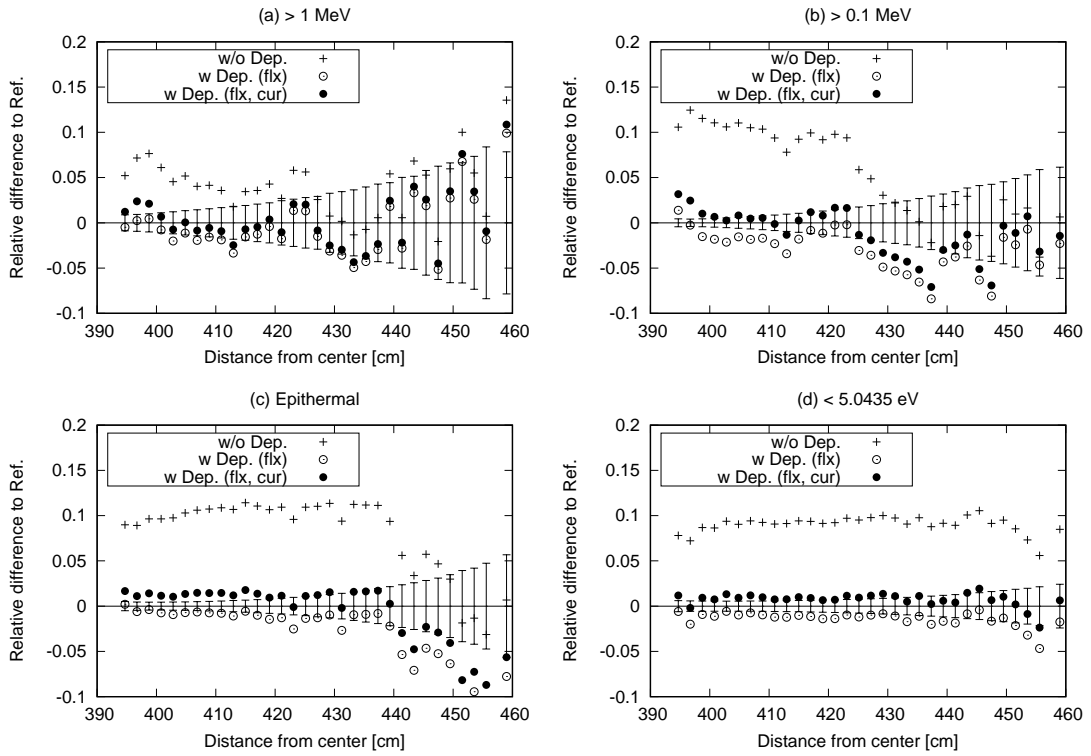 (a) > 1 MeV
Relative difference to Ref.
0.2
0.15
0.1
0.05
0
-0.05
-0.1
w/o Dep.
w Dep. (flx)
w Dep. (flx, cur)
390 400 410 420 430 440 450 460
Distance from center [cm]
(b) > 0.1 MeV
Relative difference to Ref.
0.2
0.15
0.1
0.05
0
-0.05
-0.1
w/o Dep.
w Dep. (flx)
w Dep. (flx, cur)
390 400 410 420 430 440 450 460
Distance from center [cm]
(c) Epithermal
Relative difference to Ref.
0.2
0.15
0.1
0.05
0
-0.05
-0.1
w/o Dep.
w Dep. (flx)
w Dep. (flx, cur)
390 400 410 420 430 440 450 460
Distance from center [cm]
(d) < 5.0435 eV
Relative difference to Ref.
0.2
0.15
0.1
0.05
0
-0.05
-0.1
w/o Dep.
w Dep. (flx)
w Dep. (flx, cur)
390 400 410 420 430 440 450 460
Distance from center [cm]